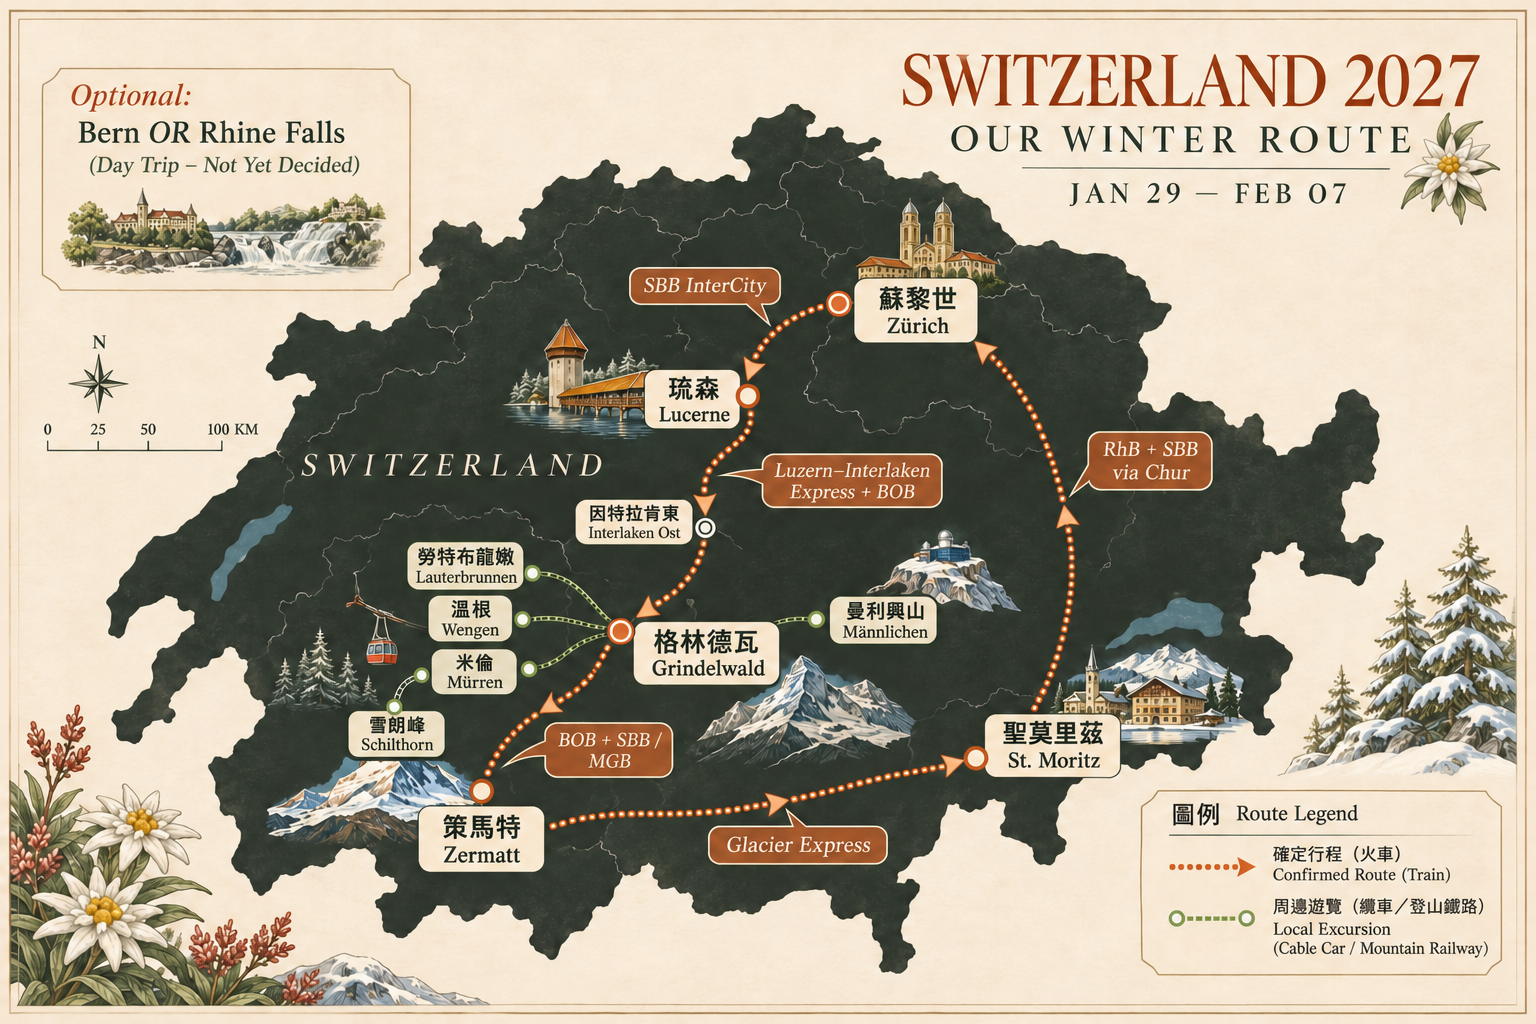 Optional:
Bern OR Rhine Falls
(Day Trip – Not Yet Decided)
SWITZERLAND 2027
OUR WINTER ROUTE
JAN 29 — FEB 07
N
0 25 50 100 KM
SWITZERLAND
蘇黎世
Zürich
SBB InterCity
琉森
Lucerne
Luzern–Interlaken
Express + BOB
RhB + SBB
via Chur
因特拉肯東
Interlaken Ost
勞特布龍嫩
Lauterbrunnen
溫根
Wengen
米倫
Mürren
雪朗峰
Schilthorn
格林德瓦
Grindelwald
曼利興山
Männlichen
BOB + SBB /
MGB
聖莫里茲
St. Moritz
策馬特
Zermatt
Glacier Express
圖例 Route Legend
確定行程（火車）
Confirmed Route (Train)
周邊遊覽（纜車／登山鐵路）
Local Excursion
(Cable Car / Mountain Railway)